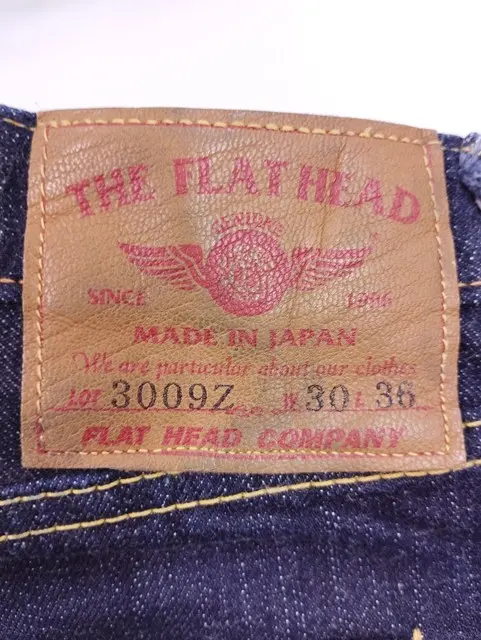 THE FLAT HEAD
GENUINE
SINCE 1996
MADE IN JAPAN
We are particular about our clothes
LOT 3009Z W 30 L 36
FLAT HEAD COMPANY